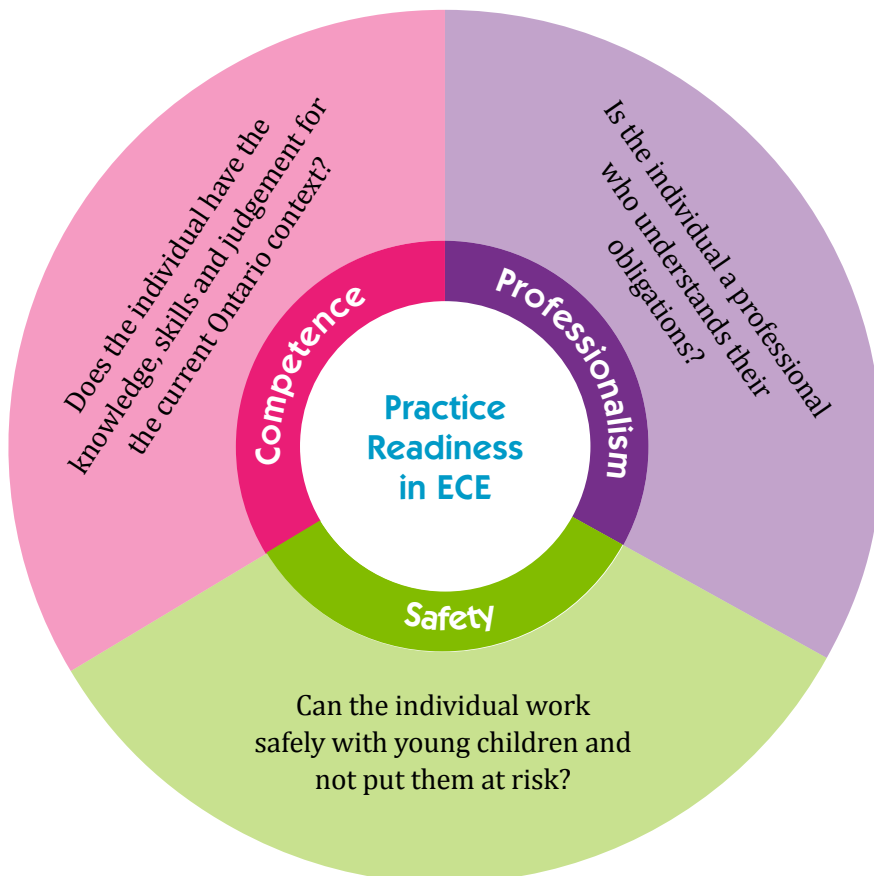 Practice
Readiness
in ECE
Competence
Does the individual have the
knowledge, skills and judgement for
the current Ontario context?
Professionalism
Is the individual a professional
who understands their
obligations?
Safety
Can the individual work
safely with young children and
not put them at risk?